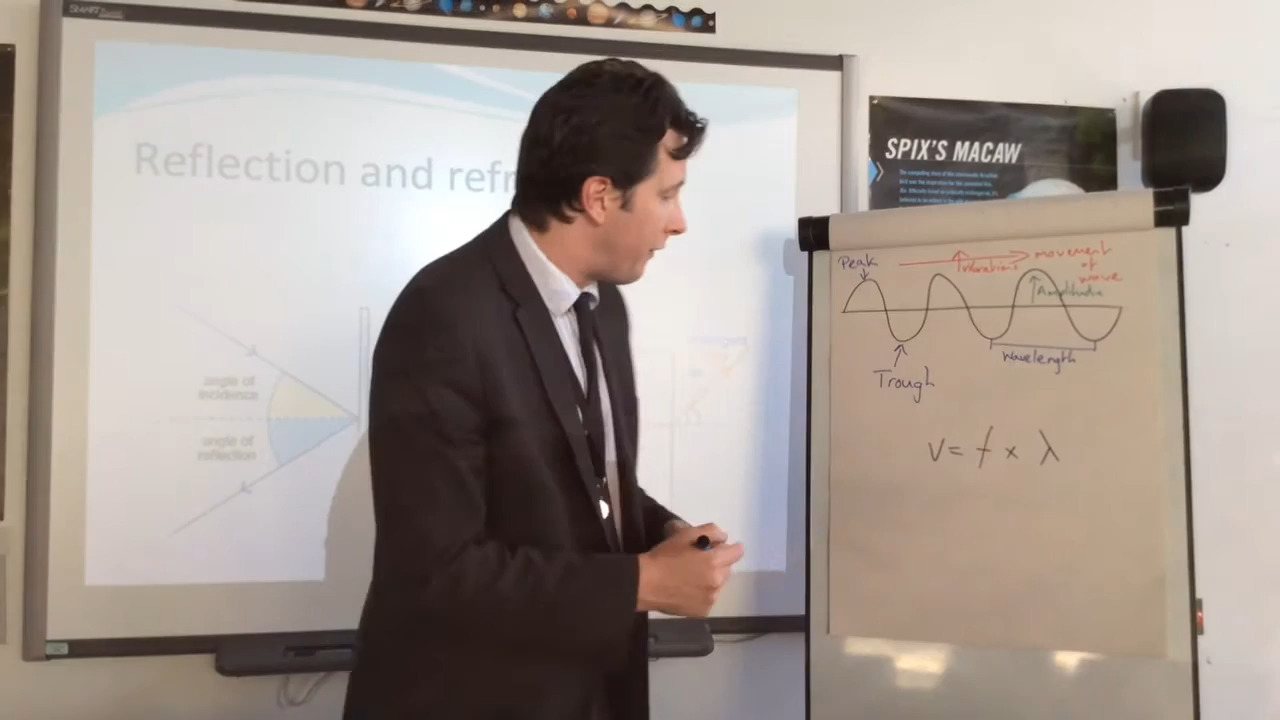 SMART
Reflection and refr
angle of
incidence
angle of
reflection
SPIX'S MACAW
Peak
vibrations
movement
of
wave
Amplitude
wavelength
Trough
v = f × λ